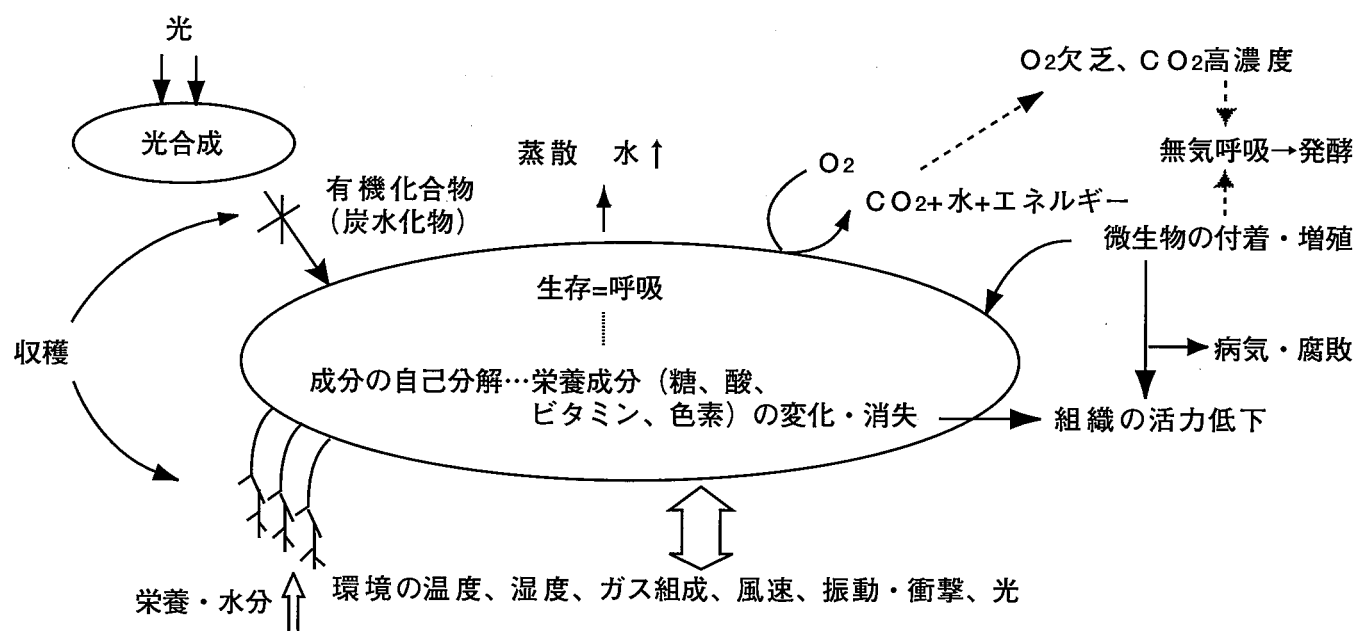 光
光合成
有機化合物
(炭水化物)
蒸散　水↑
O2
CO2+水+エネルギー
O2欠乏、CO2高濃度
無気呼吸→発酵
微生物の付着・増殖
生存=呼吸
収穫
病気・腐敗
成分の自己分解…栄養成分（糖、酸、
ビタミン、色素）の変化・消失
組織の活力低下
栄養・水分
環境の温度、湿度、ガス組成、風速、振動・衝撃、光